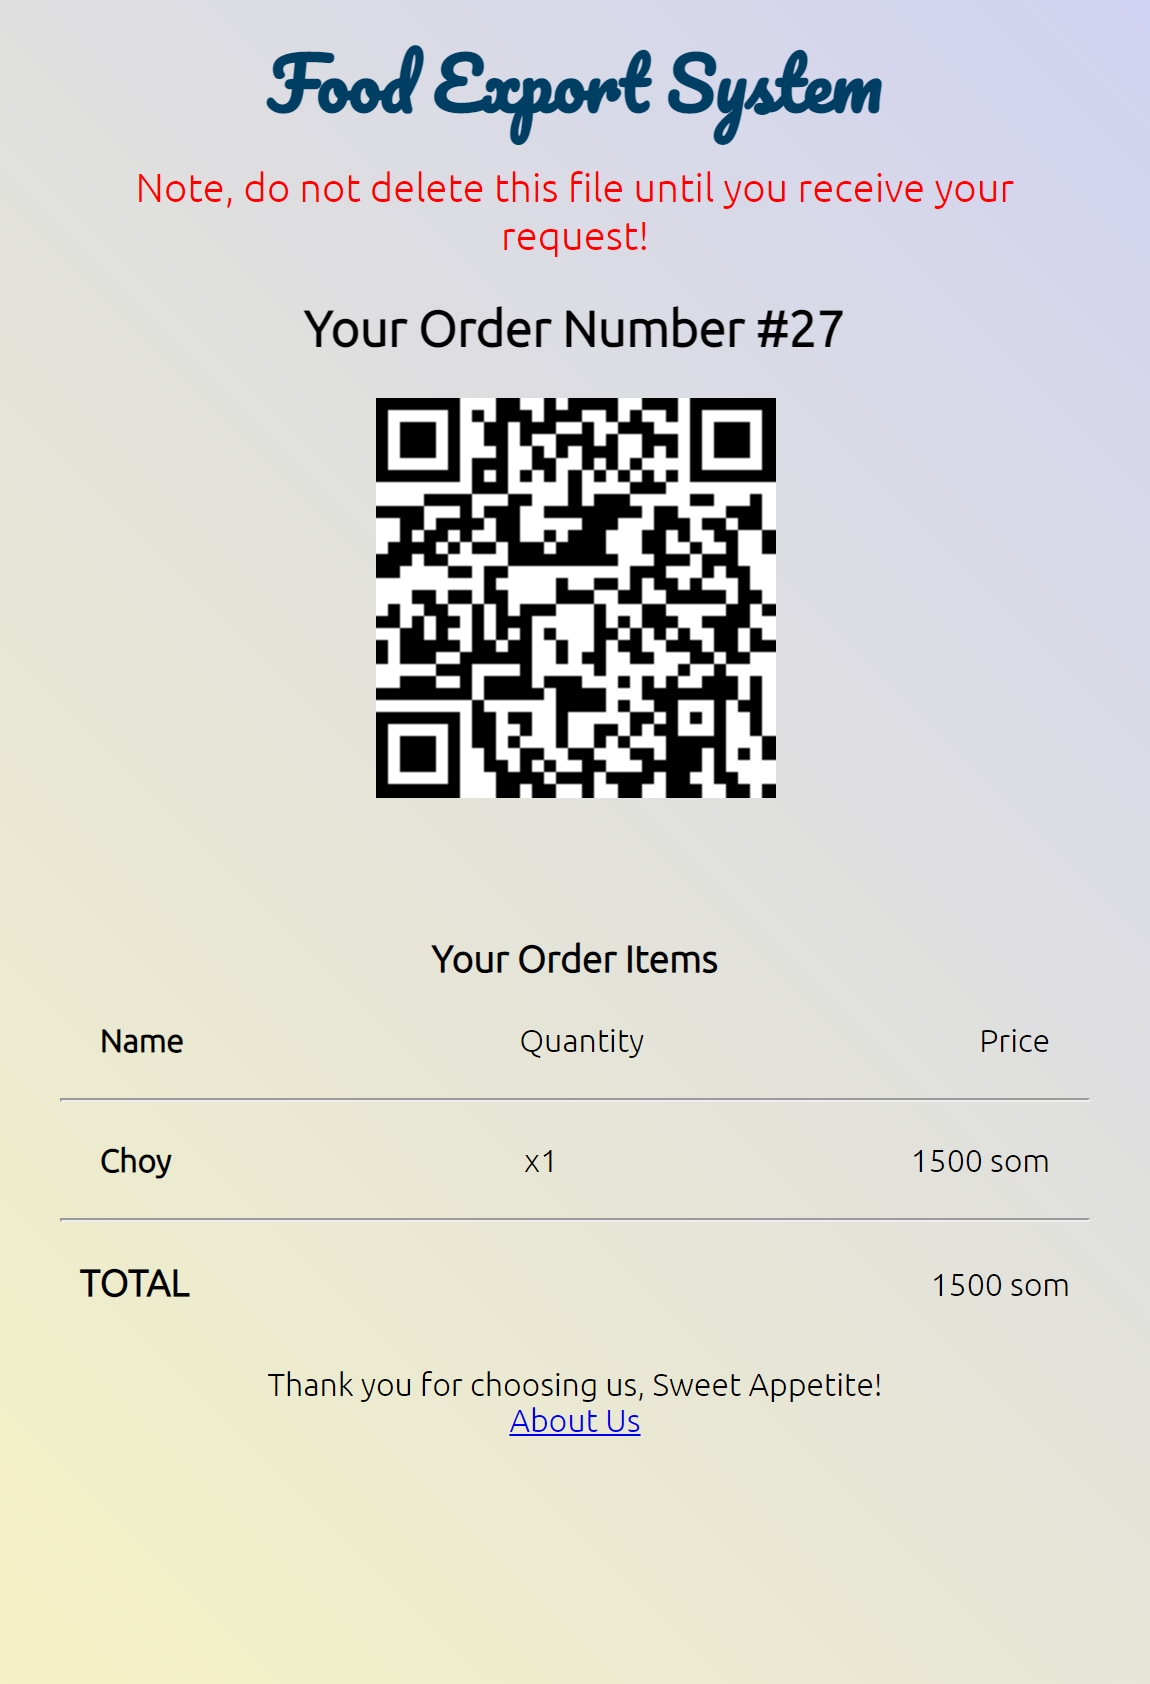 Food Export System
Note, do not delete this file until you receive your
request!
Your Order Number #27
Your Order Items
Name Quantity Price
Choy x1 1500 som
TOTAL 1500 som
Thank you for choosing us, Sweet Appetite!
About Us